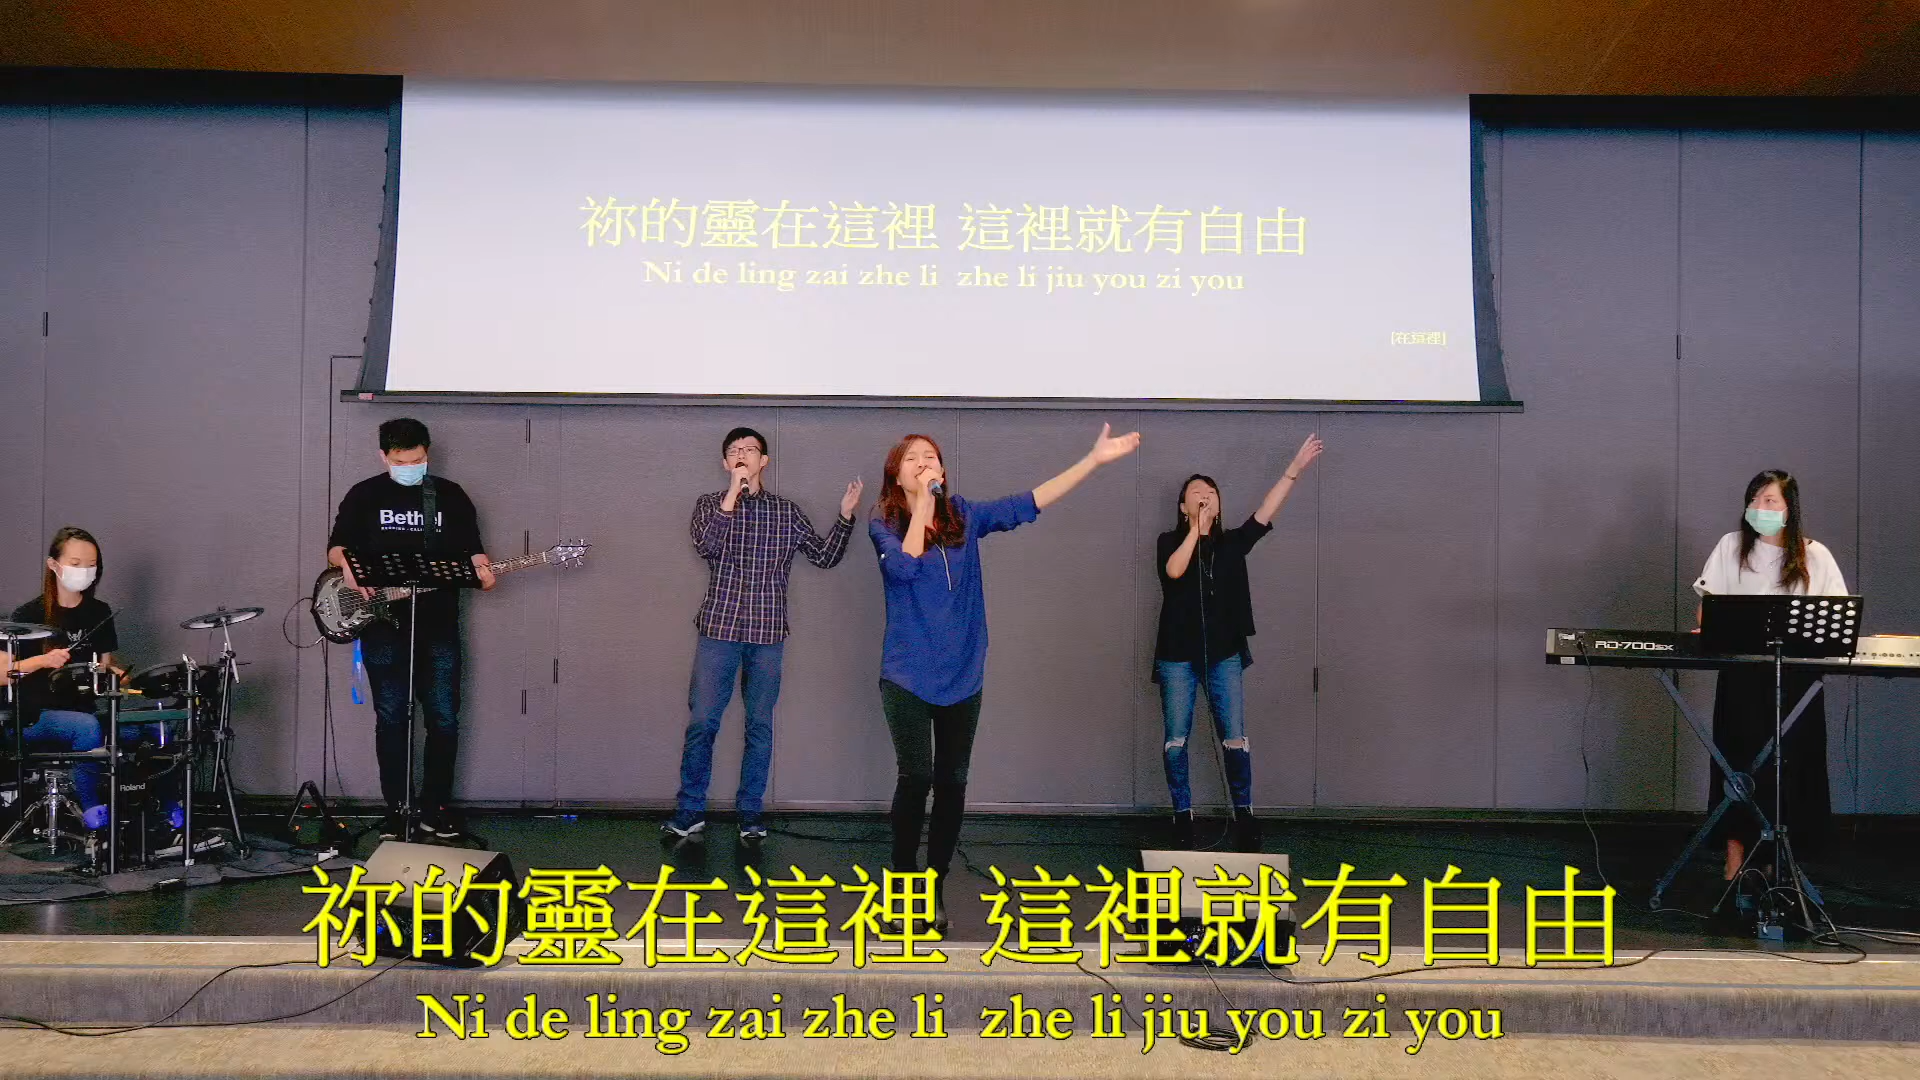 祢的靈在這裡 這裡就有自由
Ni de ling zai zhe li  zhe li jiu you zi you
[在這裡]
Bethel
RD-700SX
Roland
祢的靈在這裡 這裡就有自由
Ni de ling zai zhe li  zhe li jiu you zi you